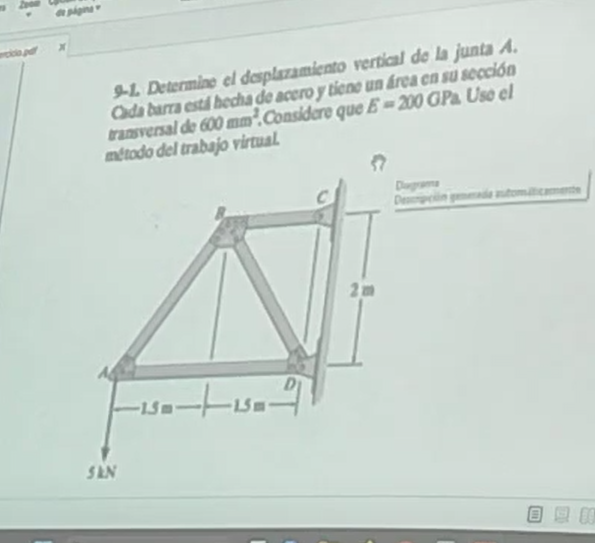 de página
9-1. Determine el desplazamiento vertical de la junta A.
Cada barra está hecha de acero y tiene un área en su sección
transversal de 600 mm². Considere que E = 200 GPa. Use el
método del trabajo virtual.
Diagrama
Descripción generada automáticamente
C
B
2 m
A
D
1.5 m 1.5 m
5 kN